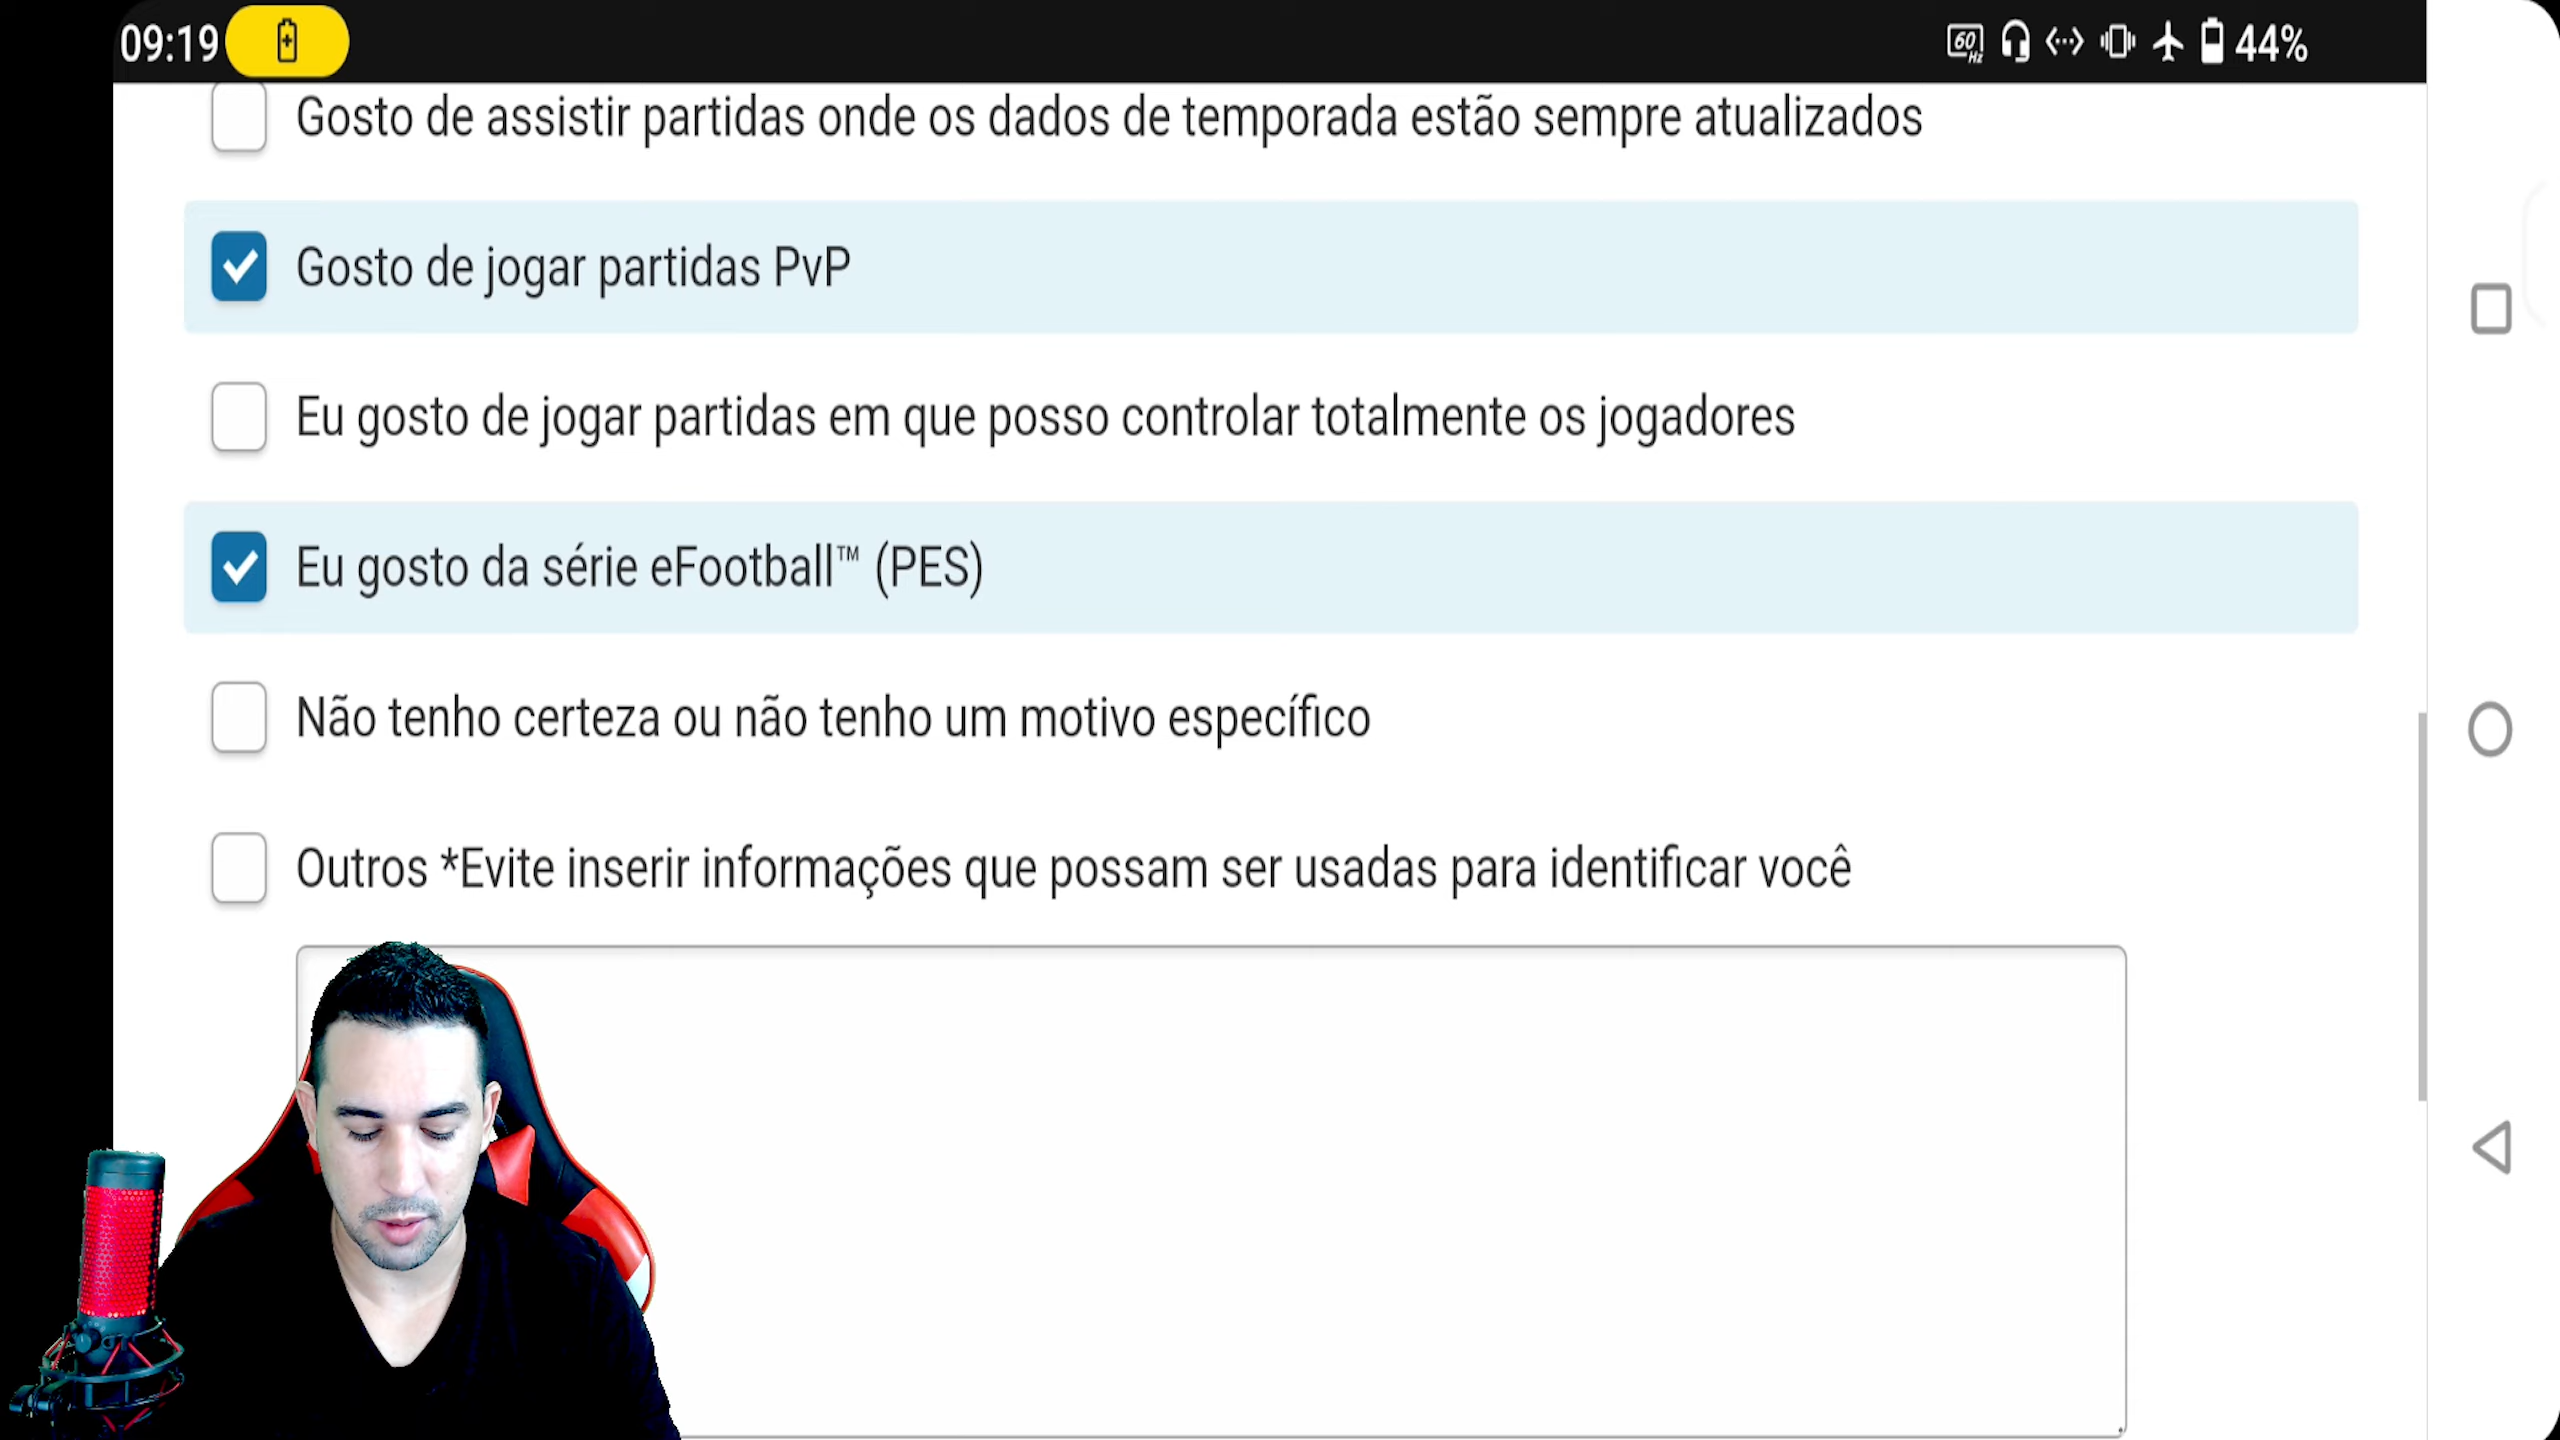 09:19
60 Hz 44%
Gosto de assistir partidas onde os dados de temporada estão sempre atualizados
Gosto de jogar partidas PvP
Eu gosto de jogar partidas em que posso controlar totalmente os jogadores
Eu gosto da série eFootball™ (PES)
Não tenho certeza ou não tenho um motivo específico
Outros *Evite inserir informações que possam ser usadas para identificar você